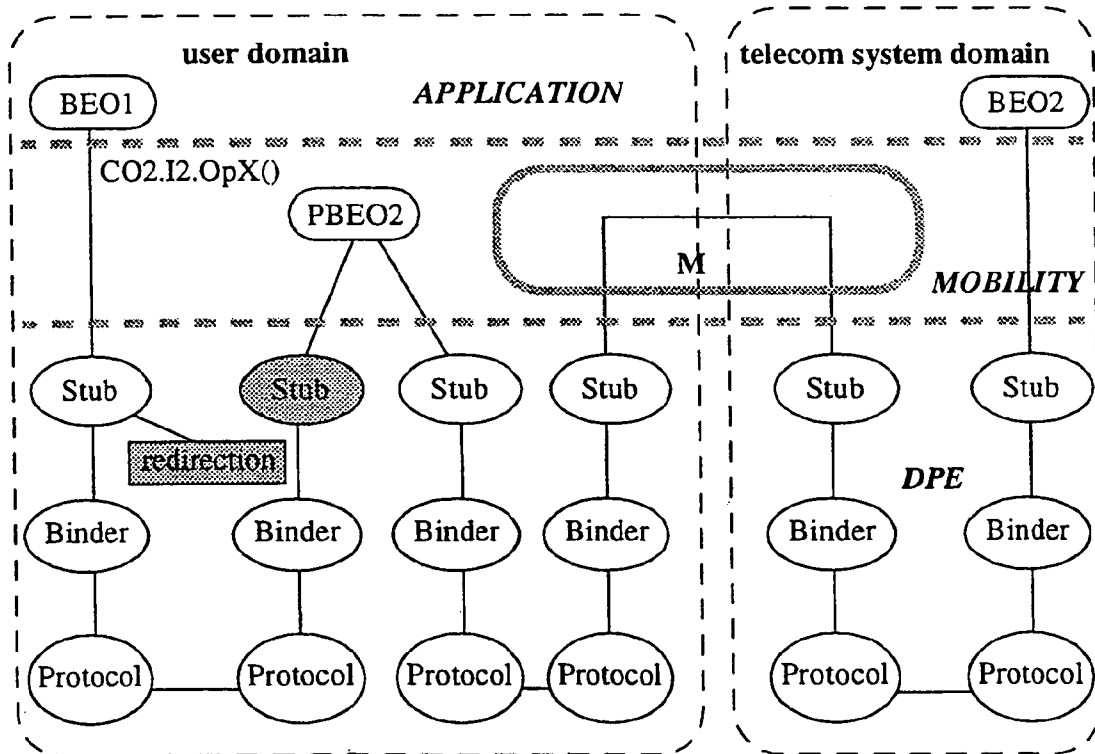 user domain
telecom system domain
APPLICATION
BEO1
BEO2
CO2.I2.OpX()
PBEO2
M
MOBILITY
Stub
Stub
Stub
Stub
Stub
Stub
redirection
DPE
Binder
Binder
Binder
Binder
Binder
Binder
Protocol
Protocol
Protocol
Protocol
Protocol
Protocol